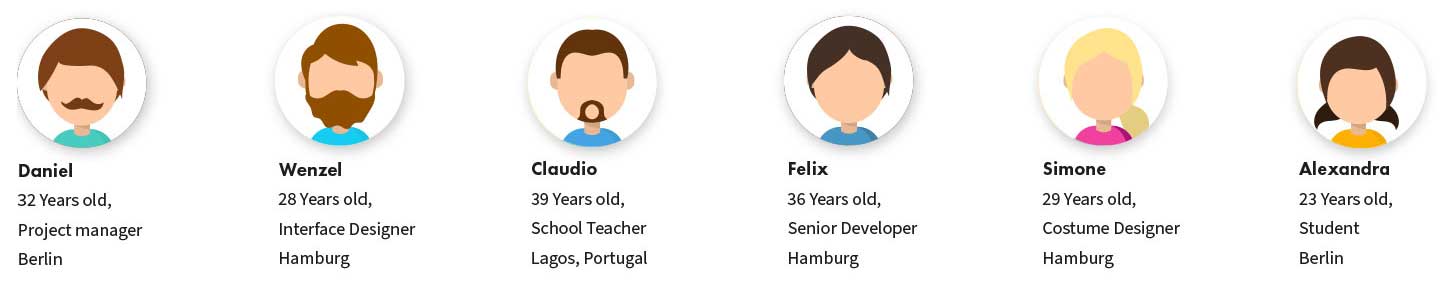 Daniel
32 Years old,
Project manager
Berlin
Wenzel
28 Years old,
Interface Designer
Hamburg
Claudio
39 Years old,
School Teacher
Lagos, Portugal
Felix
36 Years old,
Senior Developer
Hamburg
Simone
29 Years old,
Costume Designer
Hamburg
Alexandra
23 Years old,
Student
Berlin